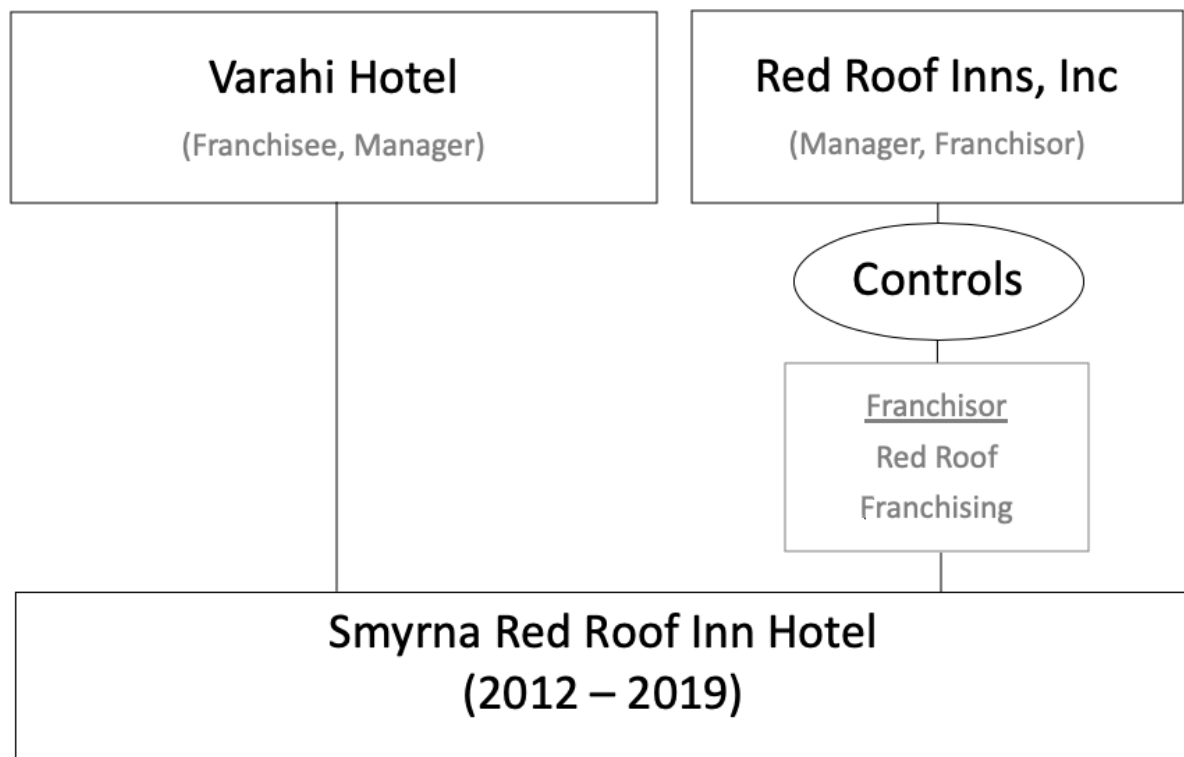 Varahi Hotel
(Franchisee, Manager)
Red Roof Inns, Inc
(Manager, Franchisor)
Controls
Franchisor
Red Roof
Franchising
Smyrna Red Roof Inn Hotel
(2012 – 2019)